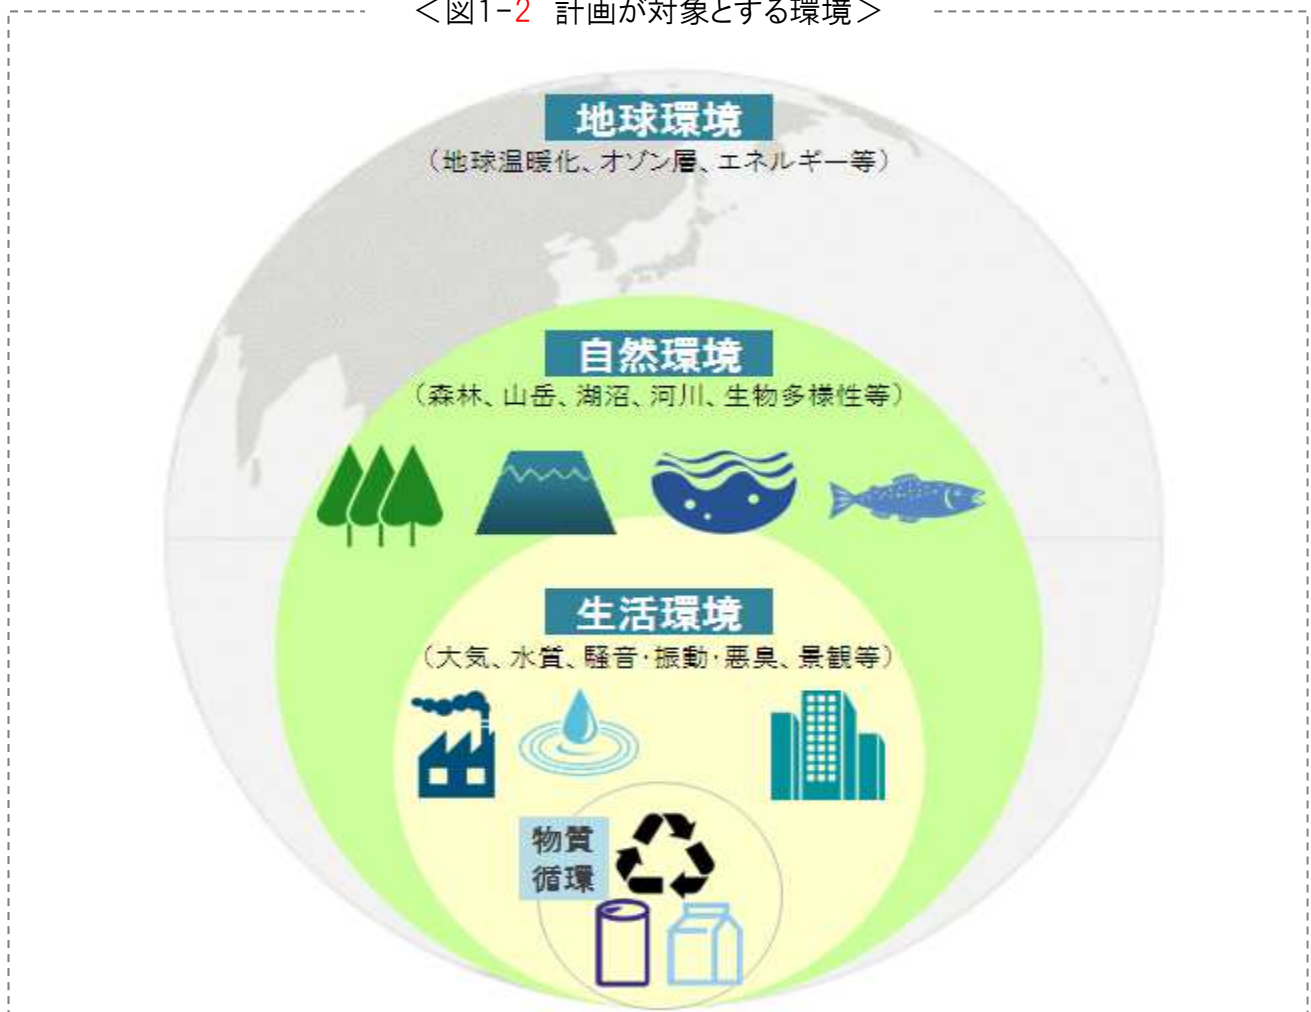 ＜図1-2 計画が対象とする環境＞
地球環境
（地球温暖化、オゾン層、エネルギー等）
自然環境
（森林、山岳、湖沼、河川、生物多様性等）
生活環境
（大気、水質、騒音・振動・悪臭、景観等）
物質
循環